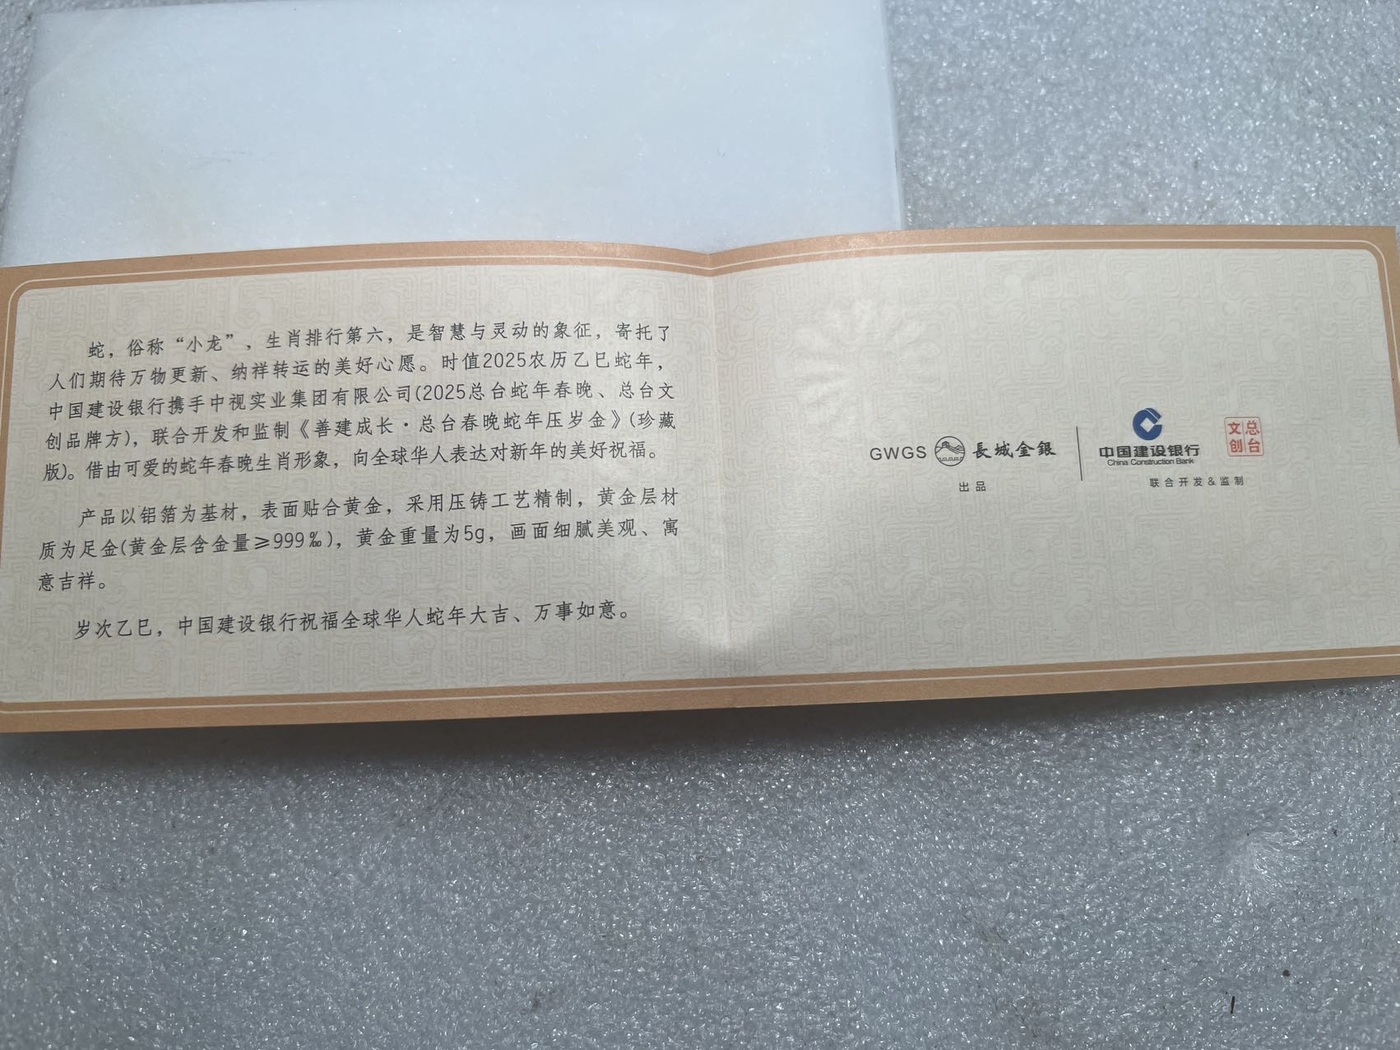 蛇，俗称“小龙”，生肖排行第六，是智慧与灵动的象征，寄托了
人们期待万物更新、纳祥转运的美好心愿。时值2025农历乙巳蛇年，
中国建设银行携手中视实业集团有限公司(2025总台蛇年春晚、总台文
创品牌方)，联合开发和监制《善建成长·总台春晚蛇年压岁金》(珍藏
版)。借由可爱的蛇年春晚生肖形象，向全球华人表达对新年的美好祝福。
产品以铝箔为基材，表面贴合黄金，采用压铸工艺精制，黄金层材
质为足金(黄金层含金量≥999‰)，黄金重量为5g，画面细腻美观、寓
意吉祥。
岁次乙巳，中国建设银行祝福全球华人蛇年大吉、万事如意。
GWGS 長城金銀
出品
中国建设银行
China Construction Bank
总台文创
联合开发&监制